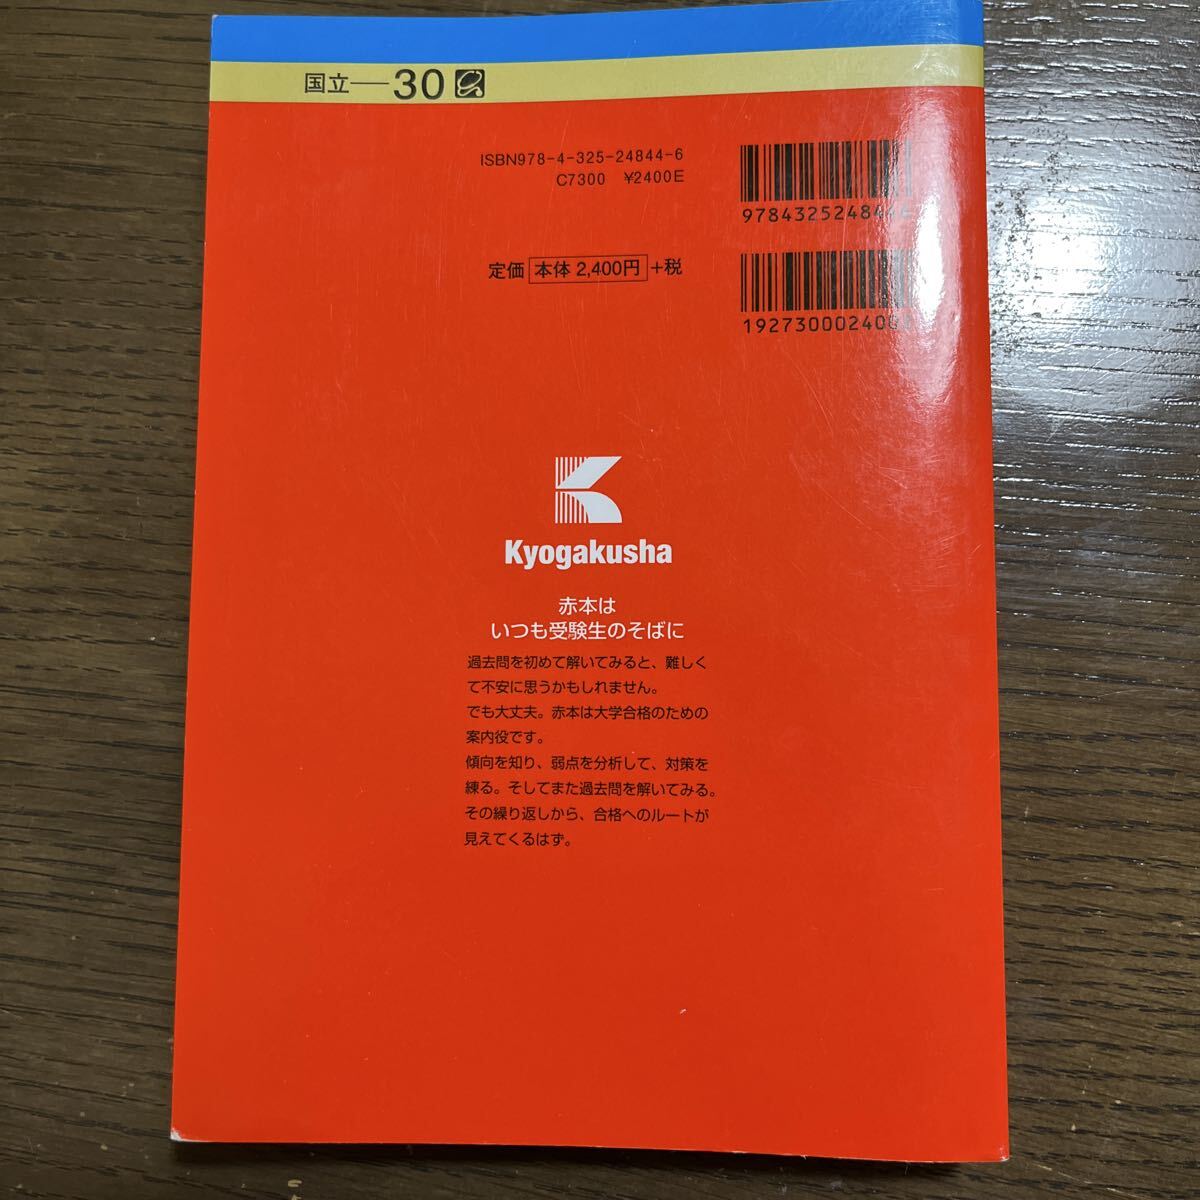 国立―30
ISBN978-4-325-24844-6
C7300 ¥2400E
定価 本体 2,400円 +税
192730002400
Kyogakusha
赤本は
いつも受験生のそばに
過去問を初めて解いてみると、難しく
て不安に思うかもしれません。
でも大丈夫。赤本は大学合格のための
案内役です。
傾向を知り、弱点を分析して、対策を
練る。そしてまた過去問を解いてみる。
その繰り返しから、合格へのルートが
見えてくるはず。